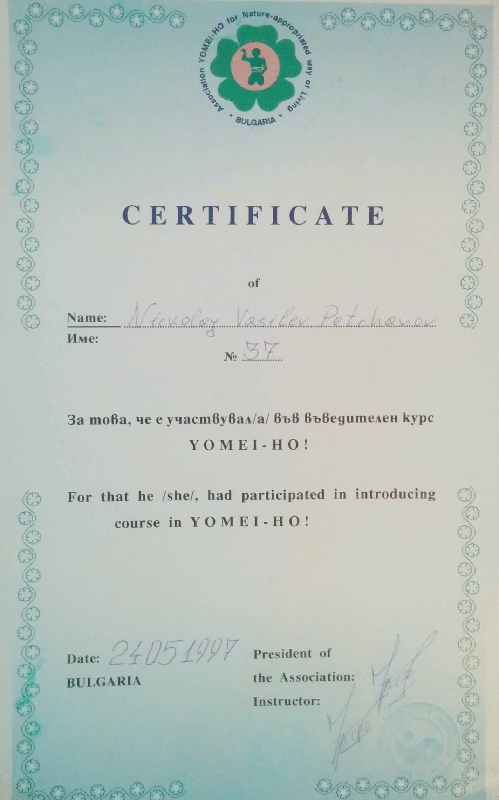 Association YOMEI-HO for Nature-appropriated way of Living
• BULGARIA •
CERTIFICATE
of
Name: Nickolay Vasilev Petchanov
Име:
№ 37
За това, че е участвувал/а/ във въведителен курс
YOMEI-HO!
For that he /she/, had participated in introducing
course in YOMEI-HO!
Date: 24051997
BULGARIA
President of
the Association:
Instructor: